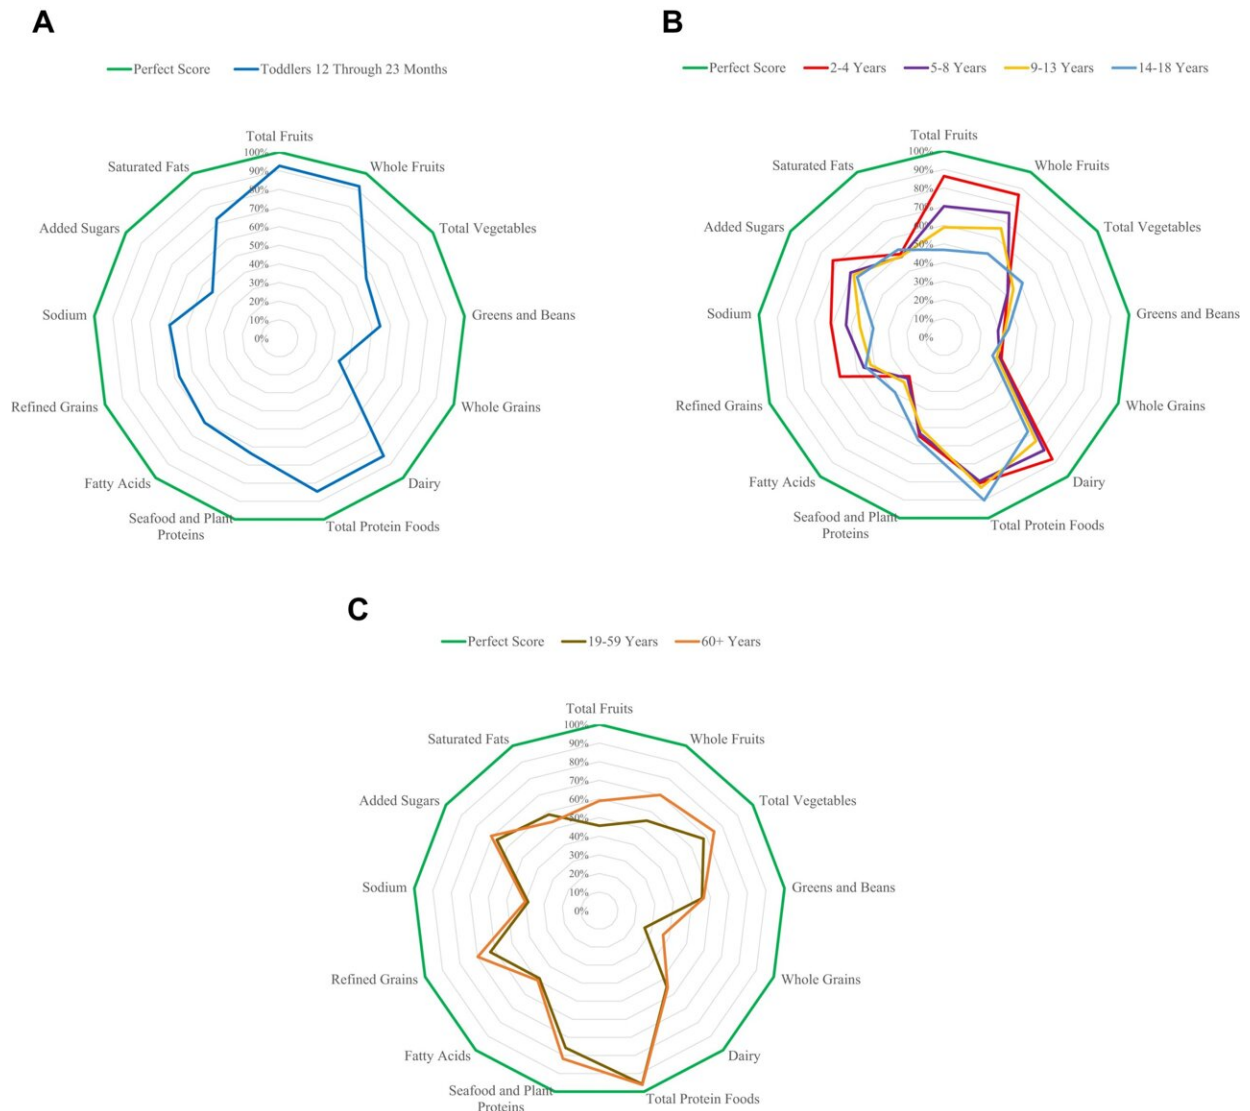 A
Perfect Score Toddlers 12 Through 23 Months
Total Fruits
100%
Saturated Fats Whole Fruits
90%
80%
Added Sugars 70% Total Vegetables
60%
50%
40%
30%
20%
Sodium 10% Greens and Beans
0%
Refined Grains Whole Grains
Fatty Acids Dairy
Seafood and Plant Total Protein Foods
Proteins
B
Perfect Score 2-4 Years 5-8 Years 9-13 Years 14-18 Years
Total Fruits
100%
Saturated Fats Whole Fruits
90%
80%
Added Sugars 70% Total Vegetables
60%
50%
40%
30%
20%
Sodium 10% Greens and Beans
0%
Refined Grains Whole Grains
Fatty Acids Dairy
Seafood and Plant Total Protein Foods
Proteins
C
Perfect Score 19-59 Years 60+ Years
Total Fruits
100%
Saturated Fats Whole Fruits
90%
80%
Added Sugars 70% Total Vegetables
60%
50%
40%
30%
20%
Sodium 10% Greens and Beans
0%
Refined Grains Whole Grains
Fatty Acids Dairy
Seafood and Plant Total Protein Foods
Proteins